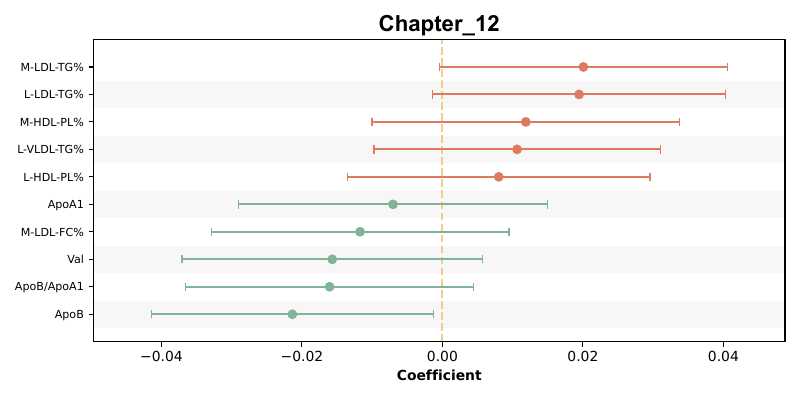 Chapter_12
M-LDL-TG%
L-LDL-TG%
M-HDL-PL%
L-VLDL-TG%
L-HDL-PL%
ApoA1
M-LDL-FC%
Val
ApoB/ApoA1
ApoB
−0.04 −0.02 0.00 0.02 0.04
Coefficient